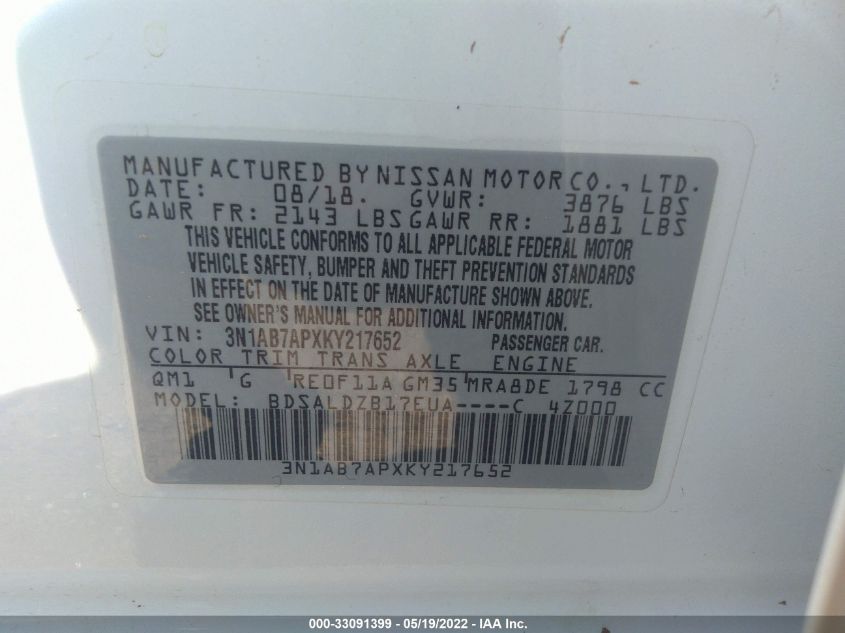 MANUFACTURED BY NISSAN MOTOR CO., LTD.
DATE: 08/18. GVWR: 3876 LBS
GAWR FR: 2143 LBS GAWR RR: 1881 LBS
THIS VEHICLE CONFORMS TO ALL APPLICABLE FEDERAL MOTOR
VEHICLE SAFETY, BUMPER AND THEFT PREVENTION STANDARDS
IN EFFECT ON THE DATE OF MANUFACTURE SHOWN ABOVE.
SEE OWNER'S MANUAL FOR ADDITIONAL INFORMATION.
VIN: 3N1AB7APXKY217652 PASSENGER CAR.
COLOR TRIM TRANS AXLE ENGINE
QM1 G RE0F11A GM35 MRA8DE 1798 CC
MODEL: BDSALDZB17EUA----C 4Z000
3N1AB7APXKY217652
000-33091399 - 05/19/2022 - IAA Inc.